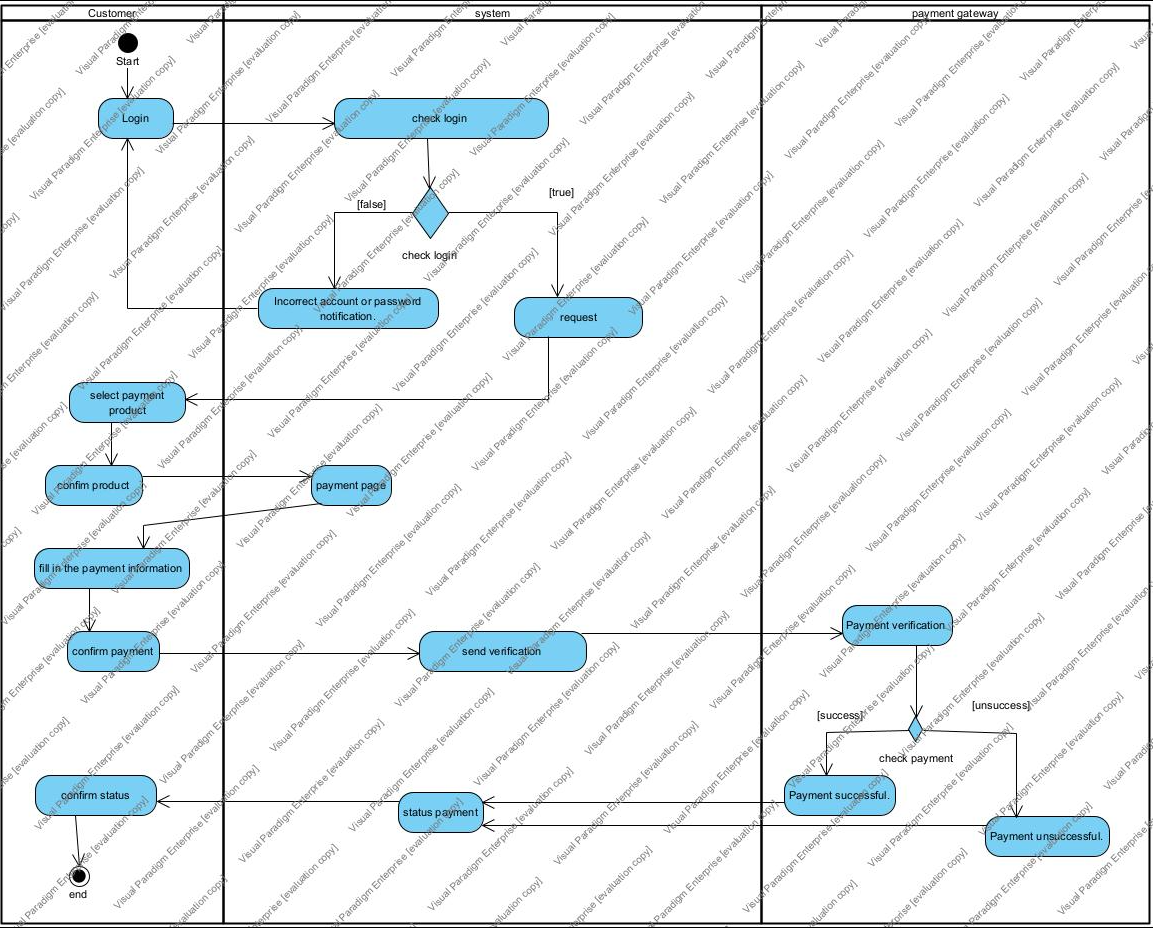 Customer
system
payment gateway
Start
Login
check login
[false]
[true]
check login
Incorrect account or password
notification.
request
select payment
product
confirm product
payment page
fill in the payment information
confirm payment
send verification
Payment verification.
[success]
[unsuccess]
check payment
confirm status
status payment
Payment successful.
Payment unsuccessful.
end
Visual Paradigm Enterprise [evaluation copy]